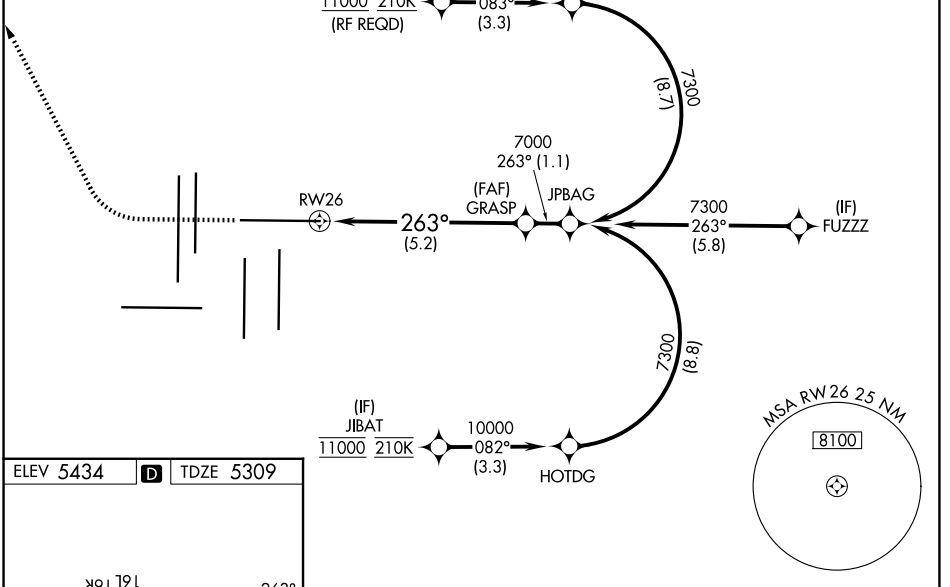 11000 210K
083°
(RF REQD)
(3.3)
7300
(8.7)
7000
263° (1.1)
(FAF)
GRASP
JPBAG
RW26
263°
(5.2)
7300
263°
(5.8)
(IF)
FUZZZ
7300
(8.8)
(IF)
JIBAT
11000 210K
10000
082°
(3.3)
HOTDG
MSA RW26 25 NM
8100
ELEV 5434 D TDZE 5309